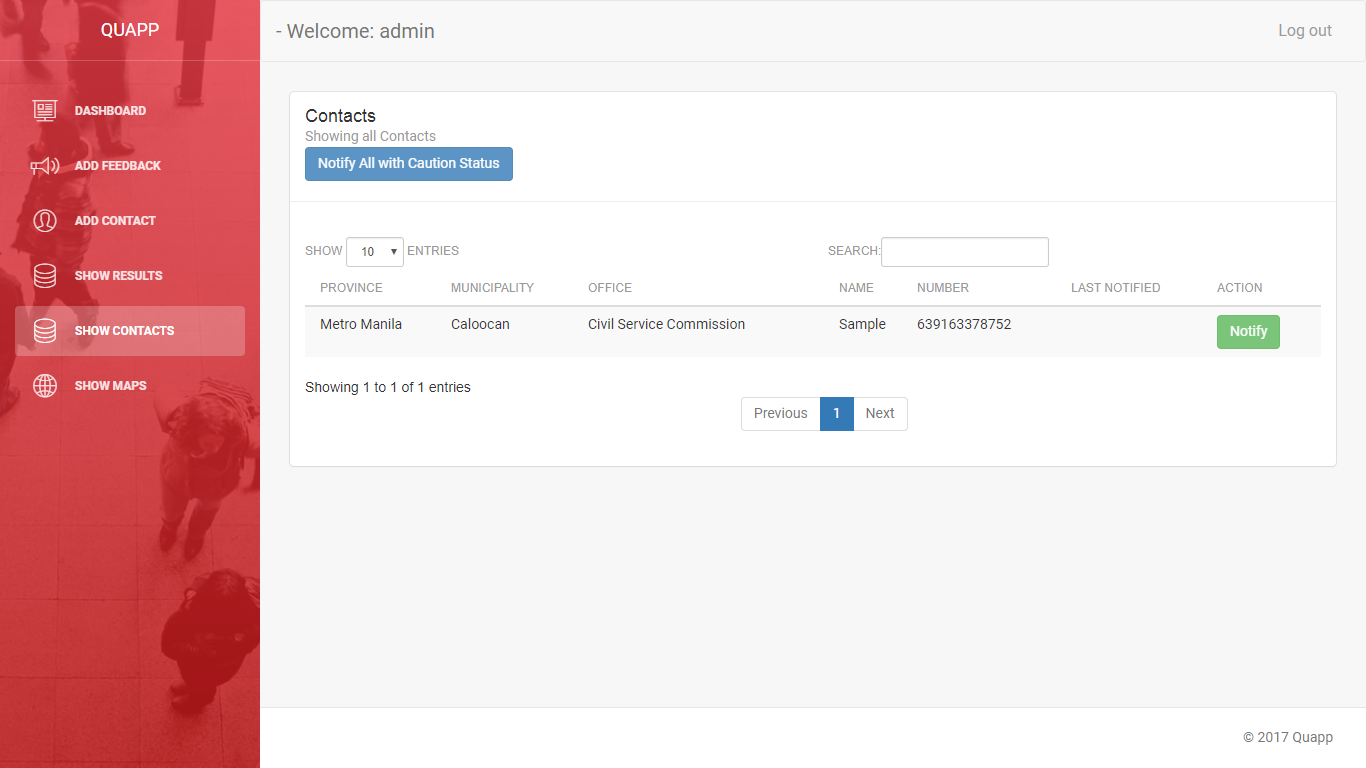 QUAPP
- Welcome: admin
Log out
DASHBOARD
ADD FEEDBACK
ADD CONTACT
SHOW RESULTS
SHOW CONTACTS
SHOW MAPS
Contacts
Showing all Contacts
Notify All with Caution Status
SHOW 10 ENTRIES SEARCH:
PROVINCE MUNICIPALITY OFFICE NAME NUMBER LAST NOTIFIED ACTION
Metro Manila Caloocan Civil Service Commission Sample 639163378752 Notify
Showing 1 to 1 of 1 entries
Previous 1 Next
© 2017 Quapp